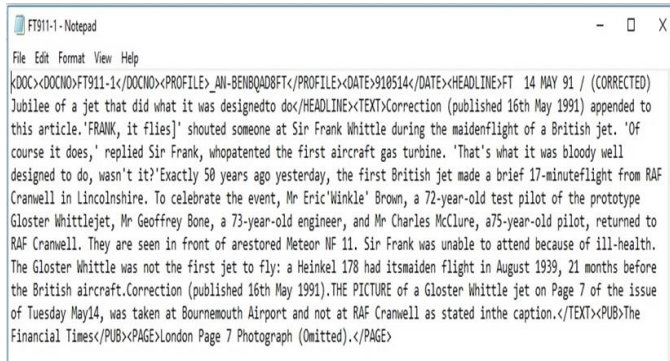 FT911-1 - Notepad
File Edit Format View Help
<DOC><DOCNO>FT911-1</DOCNO><PROFILE>_AN-BENBQAD8FT</PROFILE><DATE>910514</DATE><HEADLINE>FT  14 MAY 91 / (CORRECTED)
Jubilee of a jet that did what it was designedto do</HEADLINE><TEXT>Correction (published 16th May 1991) appended to
this article.'FRANK, it flies]' shouted someone at Sir Frank Whittle during the maidenflight of a British jet. 'Of
course it does,' replied Sir Frank, whopatented the first aircraft gas turbine. 'That's what it was bloody well
designed to do, wasn't it?'Exactly 50 years ago yesterday, the first British jet made a brief 17-minuteflight from RAF
Cranwell in Lincolnshire. To celebrate the event, Mr Eric'Winkle' Brown, a 72-year-old test pilot of the prototype
Gloster Whittlejet, Mr Geoffrey Bone, a 73-year-old engineer, and Mr Charles McClure, a75-year-old pilot, returned to
RAF Cranwell. They are seen in front of arestored Meteor NF 11. Sir Frank was unable to attend because of ill-health.
The Gloster Whittle was not the first jet to fly: a Heinkel 178 had itsmaiden flight in August 1939, 21 months before
the British aircraft.Correction (published 16th May 1991).THE PICTURE of a Gloster Whittle jet on Page 7 of the issue
of Tuesday May14, was taken at Bournemouth Airport and not at RAF Cranwell as stated inthe caption.</TEXT><PUB>The
Financial Times</PUB><PAGE>London Page 7 Photograph (Omitted).</PAGE>